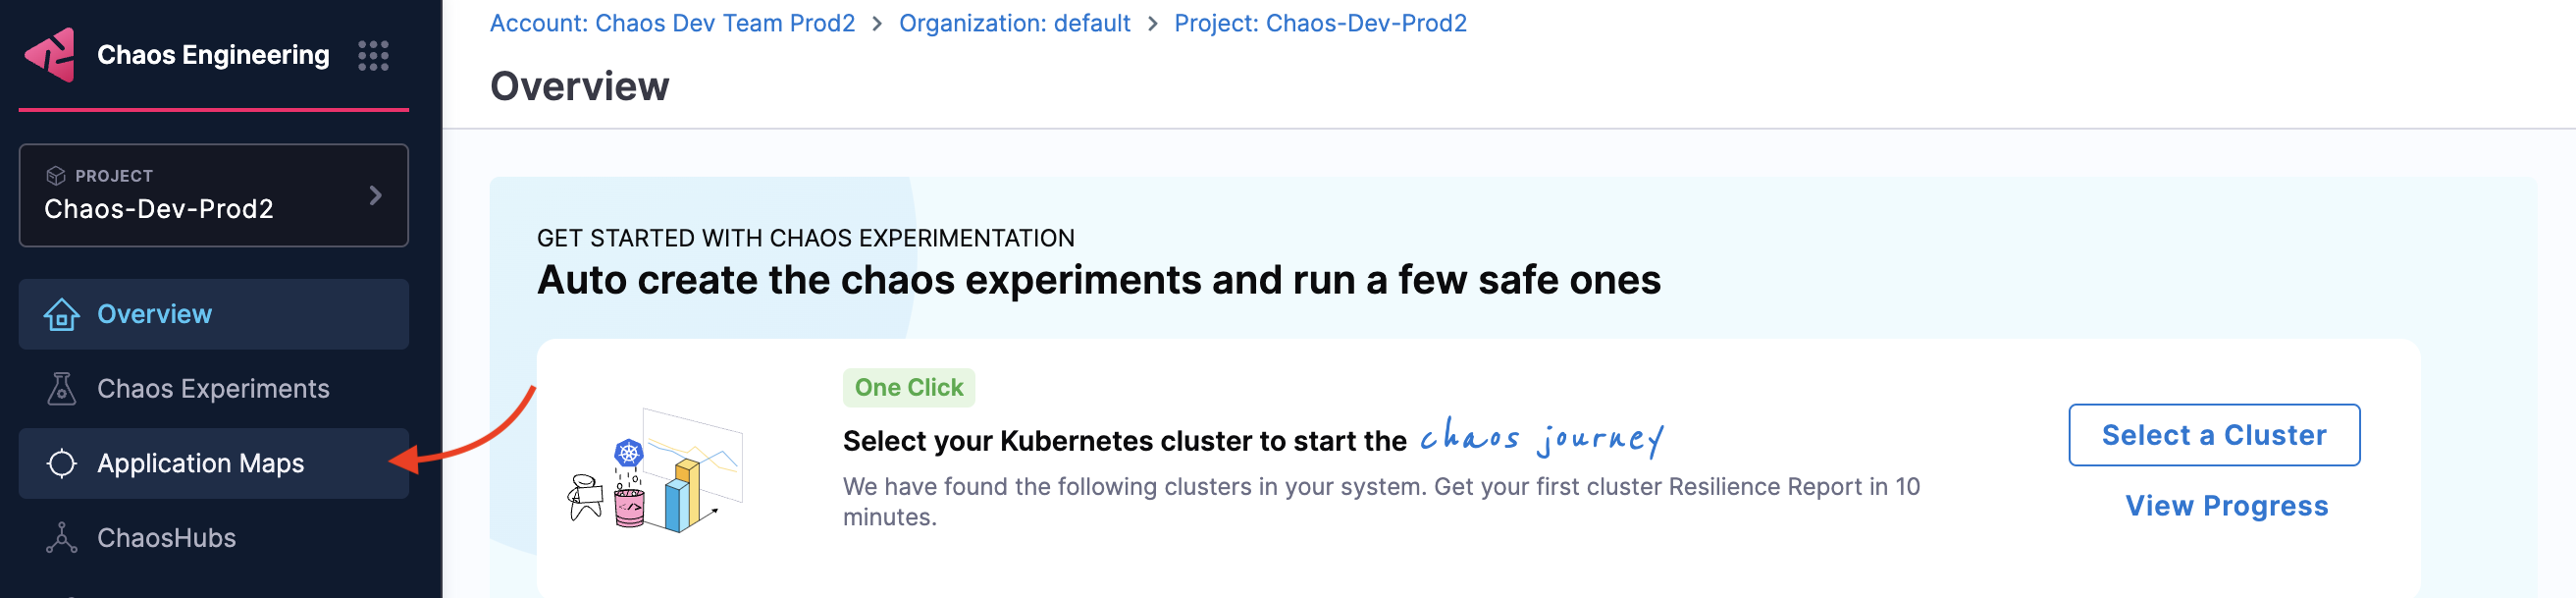 Chaos Engineering
PROJECT
Chaos-Dev-Prod2
Overview
Chaos Experiments
Application Maps
ChaosHubs
Account: Chaos Dev Team Prod2 > Organization: default > Project: Chaos-Dev-Prod2
Overview
GET STARTED WITH CHAOS EXPERIMENTATION
Auto create the chaos experiments and run a few safe ones
</>
One Click
Select your Kubernetes cluster to start the chaos journey
We have found the following clusters in your system. Get your first cluster Resilience Report in 10
minutes.
Select a Cluster
View Progress